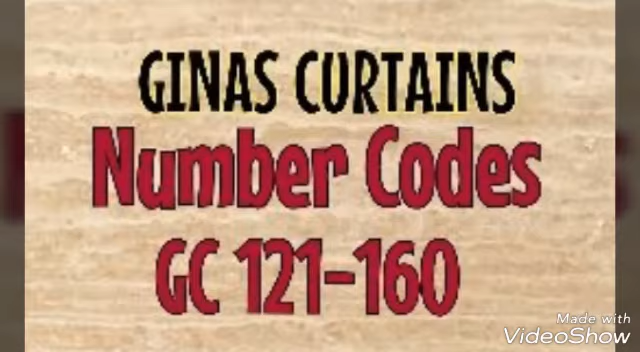 GINAS CURTAINS
Number Codes
GC 121-160
Made with
VideoShow